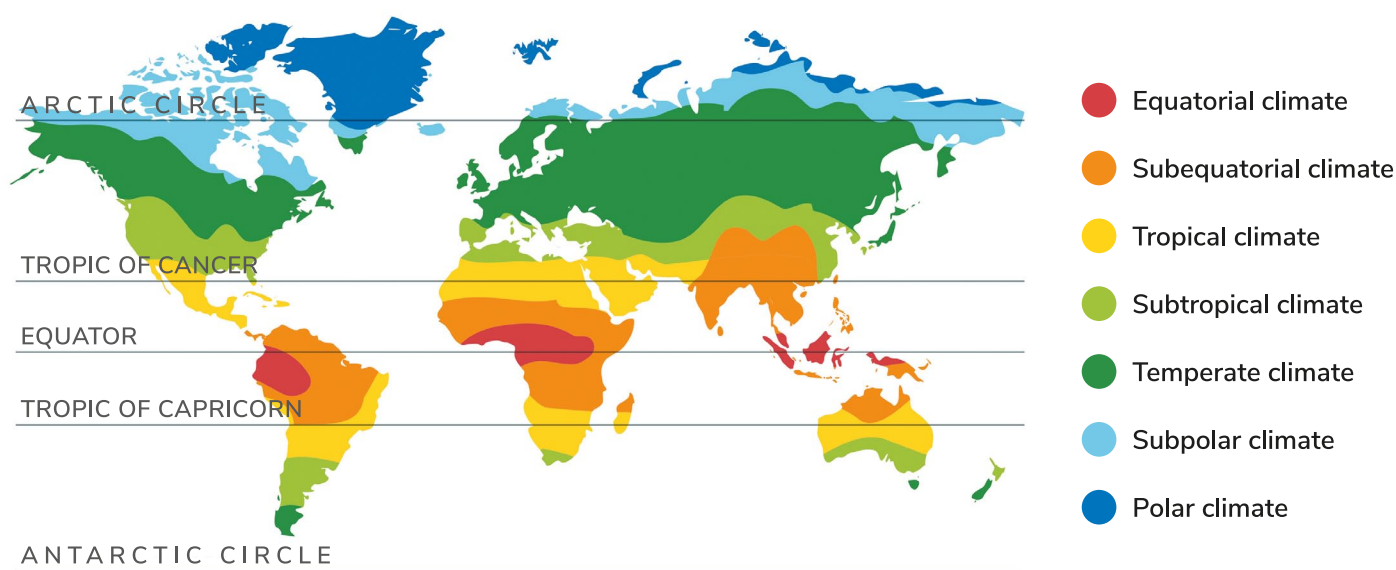 ARCTIC CIRCLE
TROPIC OF CANCER
EQUATOR
TROPIC OF CAPRICORN
ANTARCTIC CIRCLE
Equatorial climate
Subequatorial climate
Tropical climate
Subtropical climate
Temperate climate
Subpolar climate
Polar climate